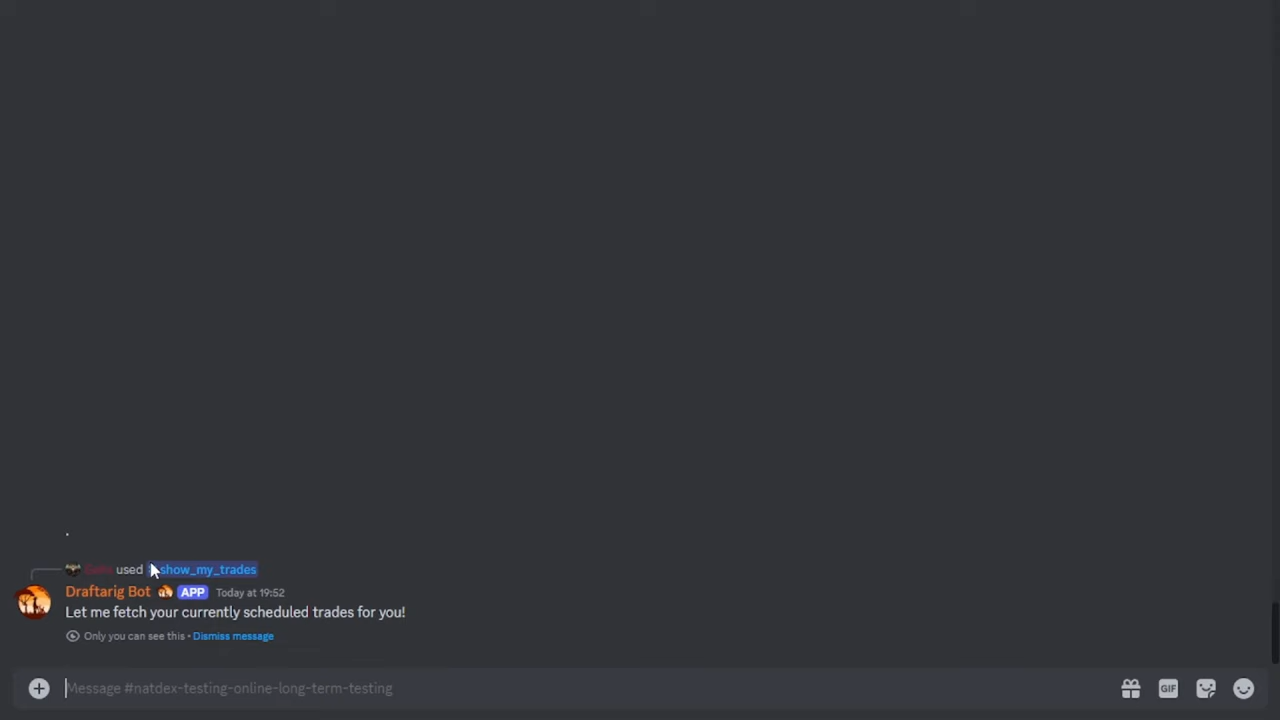 .
used show_my_trades
Draftarig Bot APP Today at 19:52
Let me fetch your currently scheduled trades for you!
Only you can see this • Dismiss message
Message #natdex-testing-online-long-term-testing
GIF